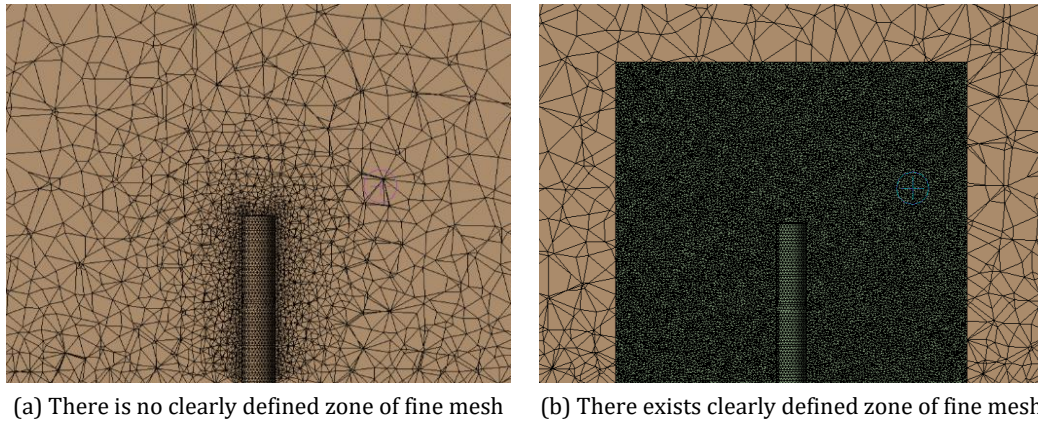 (a) There is no clearly defined zone of fine mesh
(b) There exists clearly defined zone of fine mesh